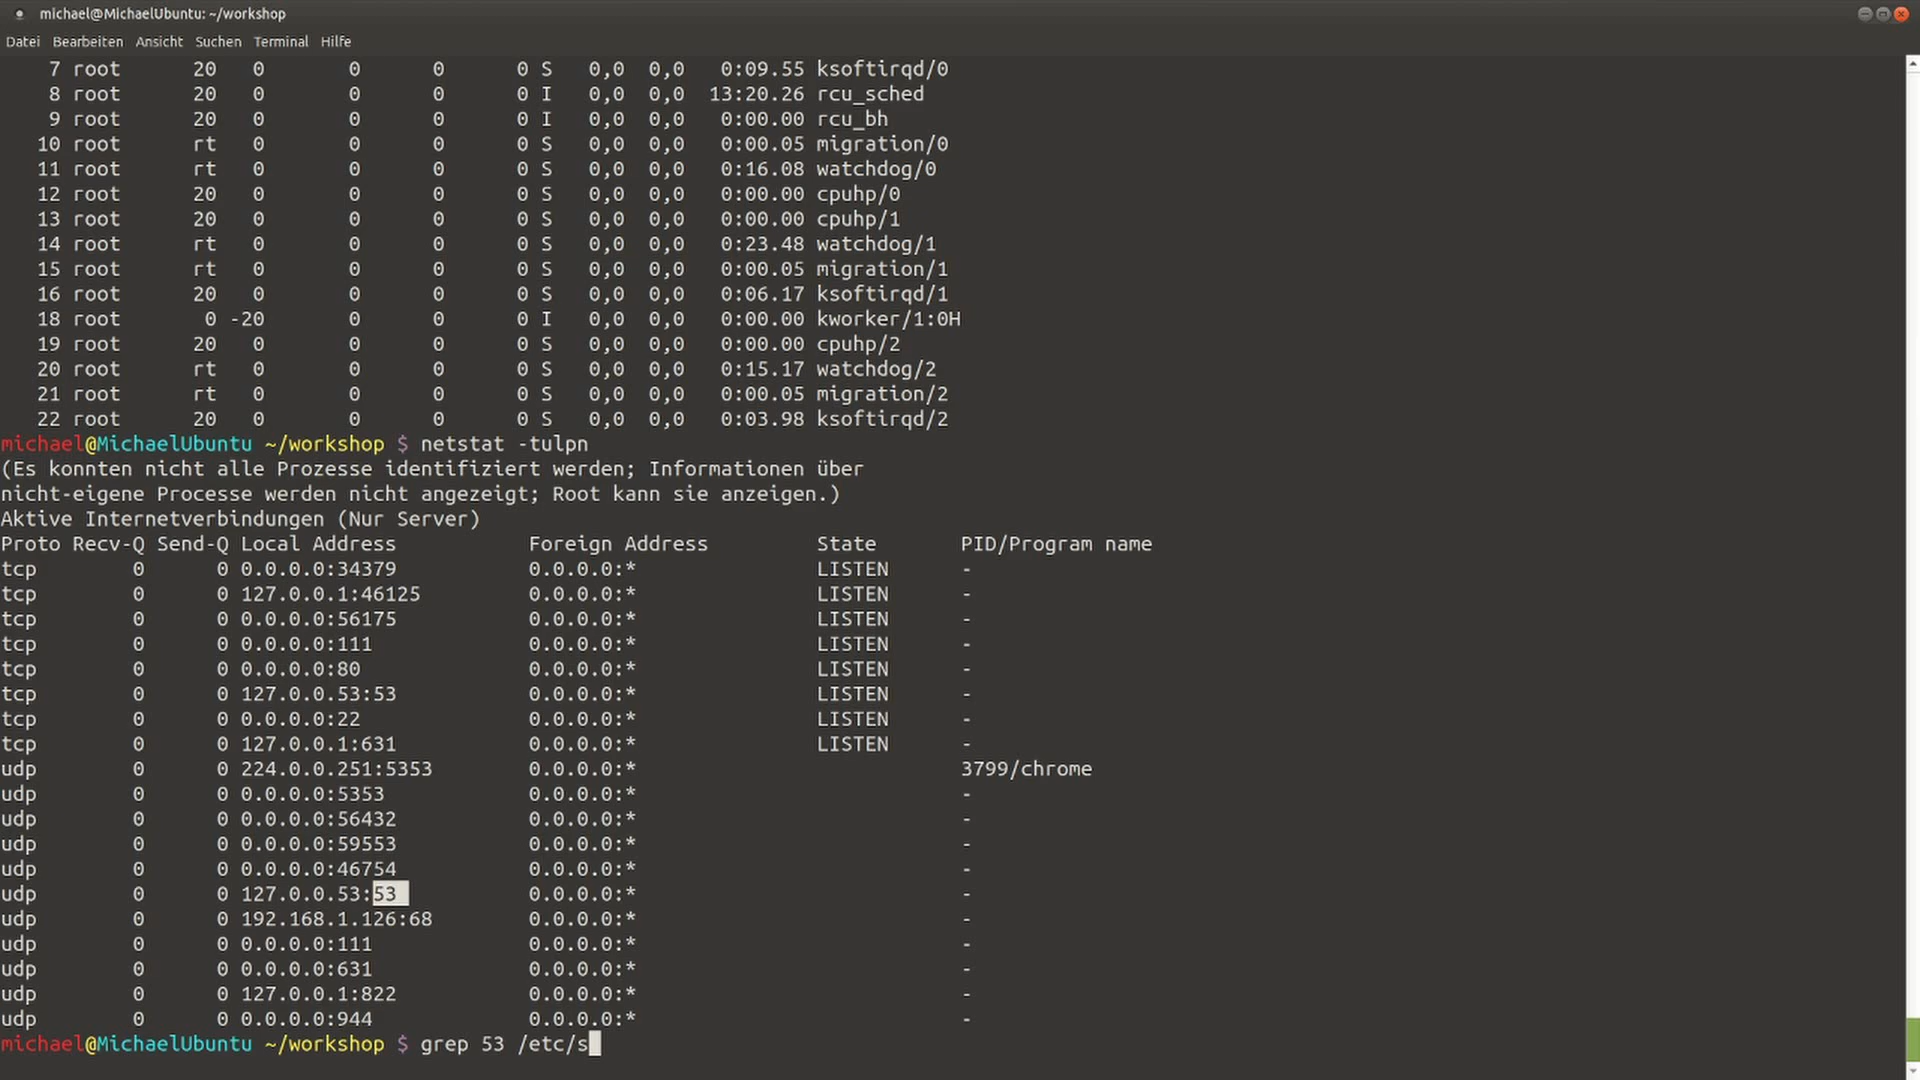 michael@MichaelUbuntu: ~/workshop
Datei Bearbeiten Ansicht Suchen Terminal Hilfe
7 root 20 0 0 0 0 S 0,0 0,0 0:09.55 ksoftirqd/0
8 root 20 0 0 0 0 I 0,0 0,0 13:20.26 rcu_sched
9 root 20 0 0 0 0 I 0,0 0,0 0:00.00 rcu_bh
10 root rt 0 0 0 0 S 0,0 0,0 0:00.05 migration/0
11 root rt 0 0 0 0 S 0,0 0,0 0:16.08 watchdog/0
12 root 20 0 0 0 0 S 0,0 0,0 0:00.00 cpuhp/0
13 root 20 0 0 0 0 S 0,0 0,0 0:00.00 cpuhp/1
14 root rt 0 0 0 0 S 0,0 0,0 0:23.48 watchdog/1
15 root rt 0 0 0 0 S 0,0 0,0 0:00.05 migration/1
16 root 20 0 0 0 0 S 0,0 0,0 0:06.17 ksoftirqd/1
18 root 0 -20 0 0 0 I 0,0 0,0 0:00.00 kworker/1:0H
19 root 20 0 0 0 0 S 0,0 0,0 0:00.00 cpuhp/2
20 root rt 0 0 0 0 S 0,0 0,0 0:15.17 watchdog/2
21 root rt 0 0 0 0 S 0,0 0,0 0:00.05 migration/2
22 root 20 0 0 0 0 S 0,0 0,0 0:03.98 ksoftirqd/2
michael@MichaelUbuntu ~/workshop $ netstat -tulpn
(Es konnten nicht alle Prozesse identifiziert werden; Informationen über
nicht-eigene Processe werden nicht angezeigt; Root kann sie anzeigen.)
Aktive Internetverbindungen (Nur Server)
Proto Recv-Q Send-Q Local Address Foreign Address State PID/Program name
tcp 0 0 0.0.0.0:34379 0.0.0.0:* LISTEN -
tcp 0 0 127.0.0.1:46125 0.0.0.0:* LISTEN -
tcp 0 0 0.0.0.0:56175 0.0.0.0:* LISTEN -
tcp 0 0 0.0.0.0:111 0.0.0.0:* LISTEN -
tcp 0 0 0.0.0.0:80 0.0.0.0:* LISTEN -
tcp 0 0 127.0.0.53:53 0.0.0.0:* LISTEN -
tcp 0 0 0.0.0.0:22 0.0.0.0:* LISTEN -
tcp 0 0 127.0.0.1:631 0.0.0.0:* LISTEN -
udp 0 0 224.0.0.251:5353 0.0.0.0:* 3799/chrome
udp 0 0 0.0.0.0:5353 0.0.0.0:* -
udp 0 0 0.0.0.0:56432 0.0.0.0:* -
udp 0 0 0.0.0.0:59553 0.0.0.0:* -
udp 0 0 0.0.0.0:46754 0.0.0.0:* -
udp 0 0 127.0.0.53:53 0.0.0.0:* -
udp 0 0 192.168.1.126:68 0.0.0.0:* -
udp 0 0 0.0.0.0:111 0.0.0.0:* -
udp 0 0 0.0.0.0:631 0.0.0.0:* -
udp 0 0 127.0.0.1:822 0.0.0.0:* -
udp 0 0 0.0.0.0:944 0.0.0.0:* -
michael@MichaelUbuntu ~/workshop $ grep 53 /etc/s